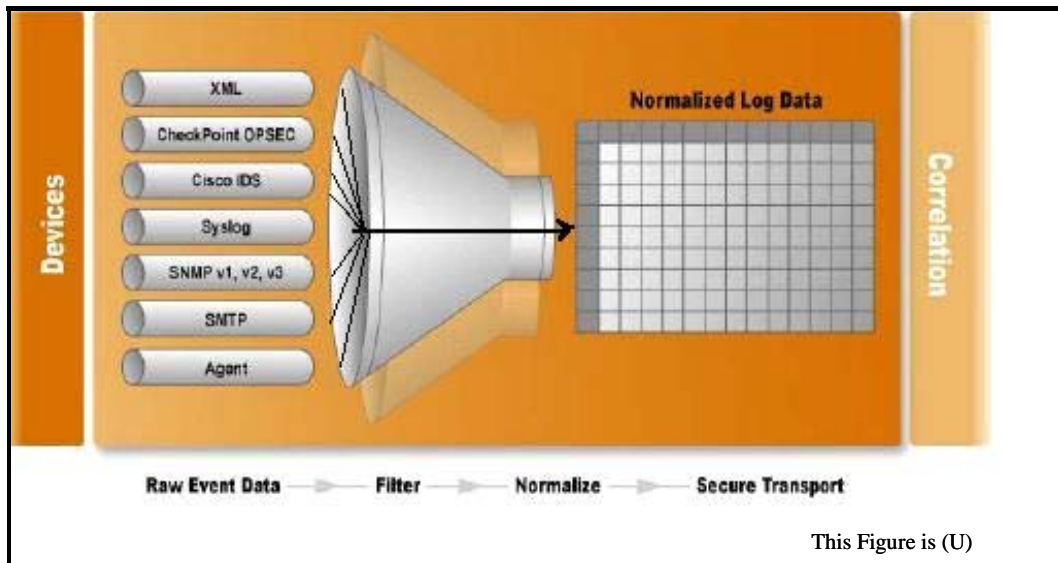 Devices
XML
CheckPoint OPSEC
Cisco IDS
Syslog
SNMP v1, v2, v3
SMTP
Agent
Normalized Log Data
Correlation
Raw Event Data
Filter
Normalize
Secure Transport
This Figure is (U)